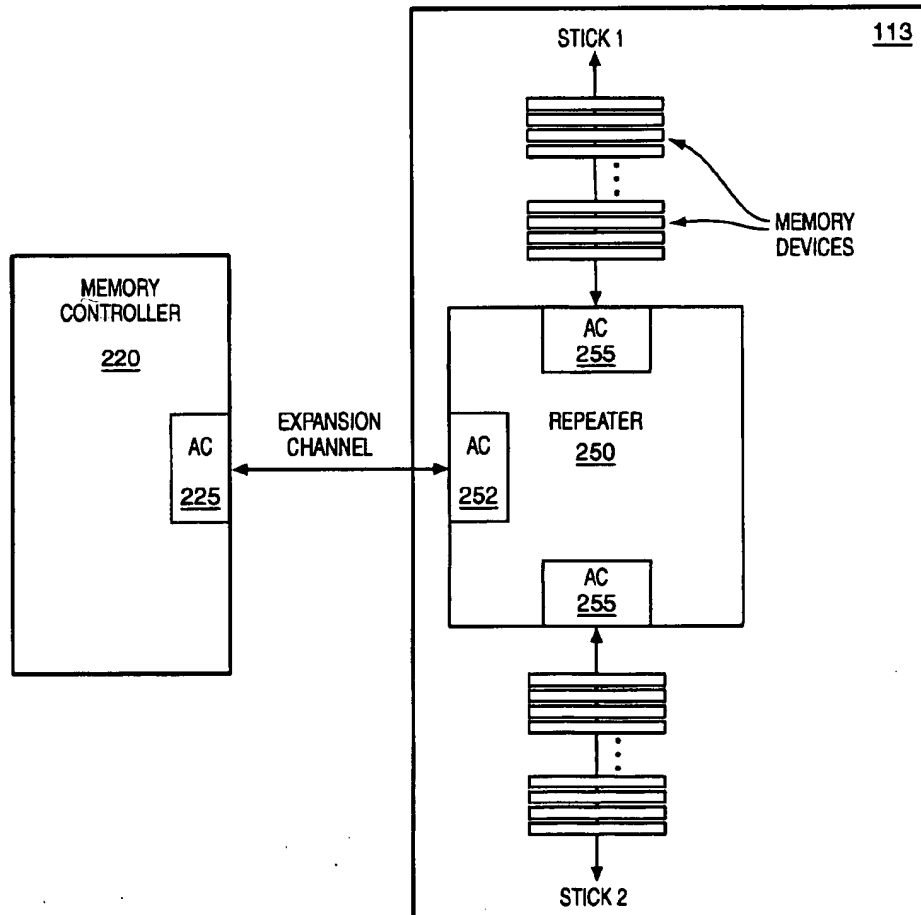 113
STICK 1
MEMORY
DEVICES
MEMORY
CONTROLLER
220
AC
225
EXPANSION
CHANNEL
AC
255
REPEATER
250
AC
252
AC
255
STICK 2